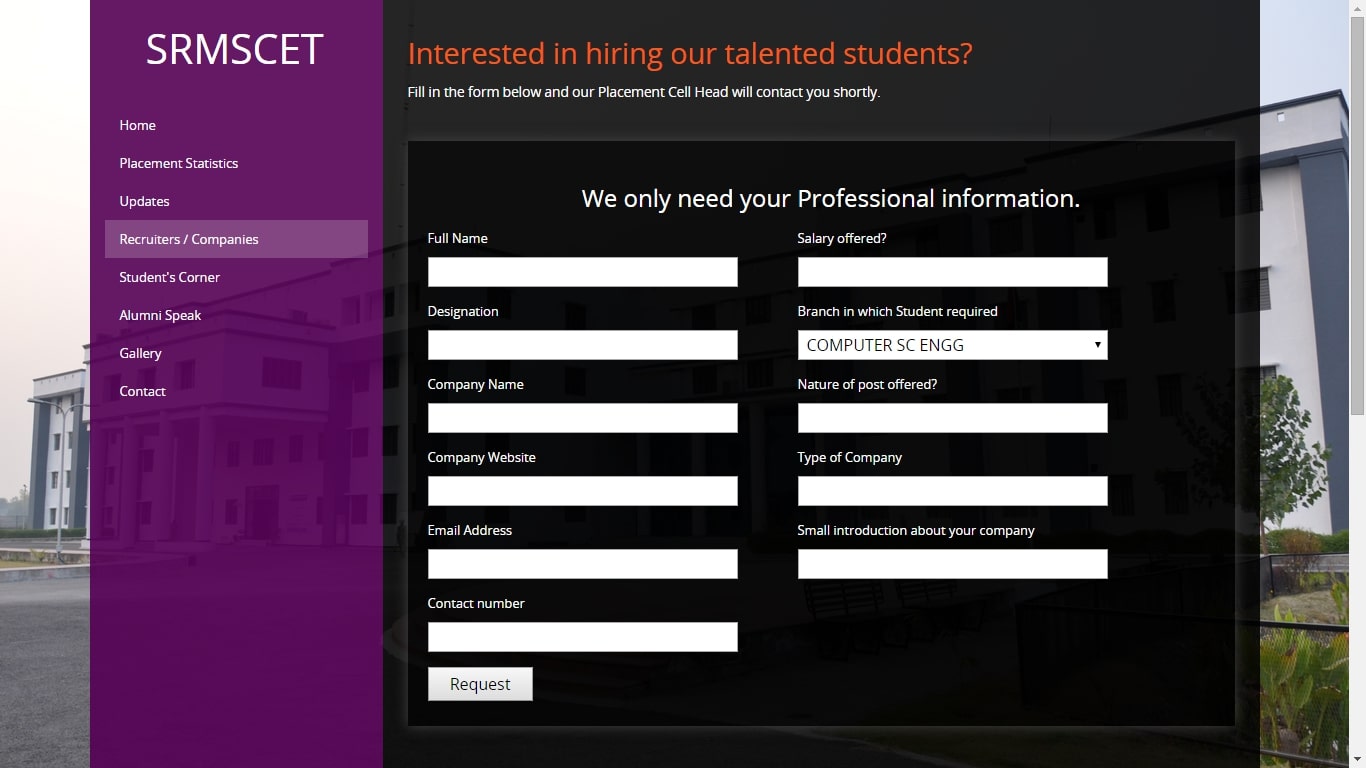 SRMSCET
Home
Placement Statistics
Updates
Recruiters / Companies
Student's Corner
Alumni Speak
Gallery
Contact
Interested in hiring our talented students?
Fill in the form below and our Placement Cell Head will contact you shortly.
We only need your Professional information.
Full Name
Designation
Company Name
Company Website
Email Address
Contact number
Request
Salary offered?
Branch in which Student required
COMPUTER SC ENGG
Nature of post offered?
Type of Company
Small introduction about your company